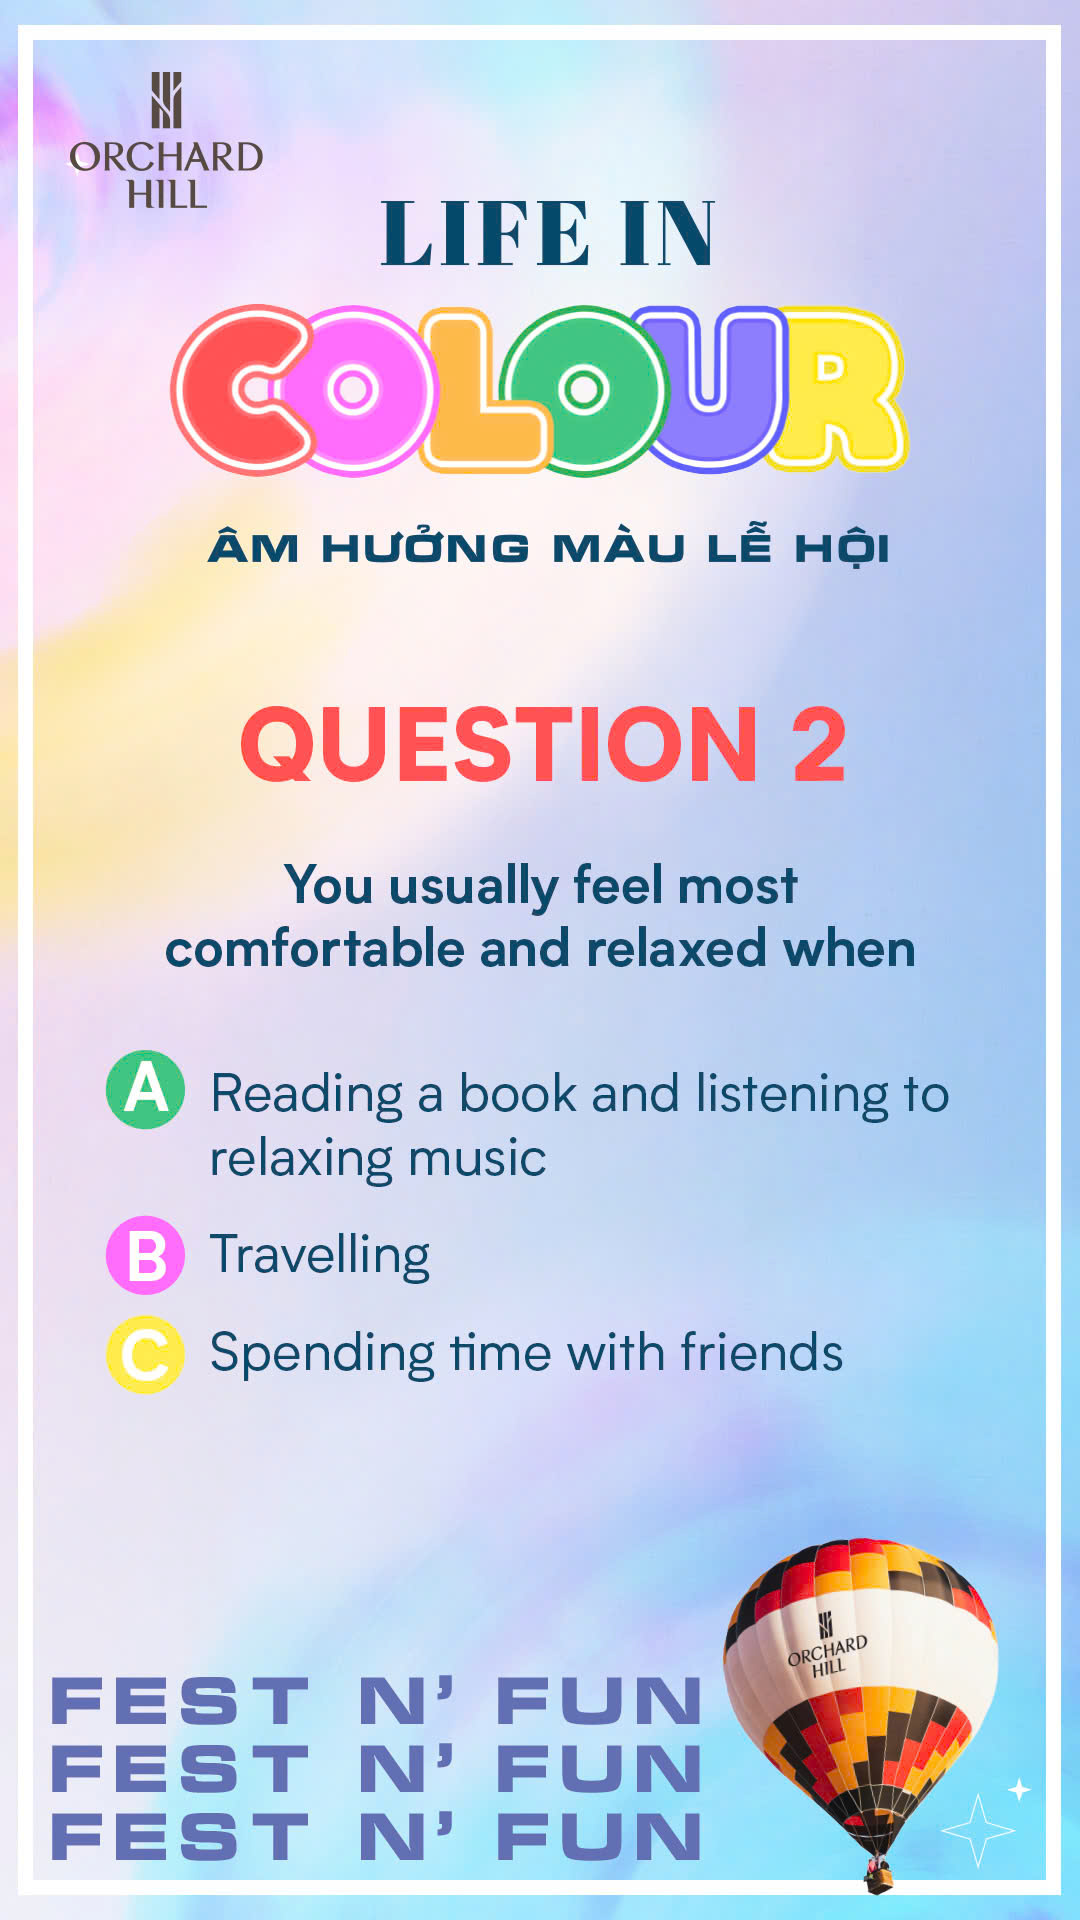 ORCHARD
HILL
LIFE IN
COLOUR
ÂM HƯỞNG MÀU LỄ HỘI
QUESTION 2
You usually feel most
comfortable and relaxed when
A Reading a book and listening to
relaxing music
B Travelling
C Spending time with friends
ORCHARD
HILL
FEST N’ FUN
FEST N’ FUN
FEST N’ FUN